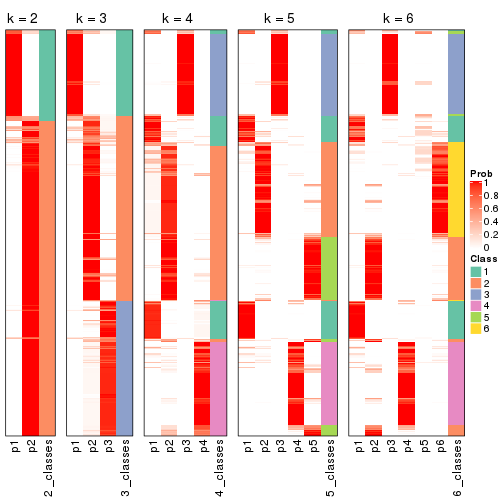 k = 2
k = 3
k = 4
k = 5
k = 6
p1
p2
2_classes
p1
p2
p3
3_classes
p1
p2
p3
p4
4_classes
p1
p2
p3
p4
p5
5_classes
p1
p2
p3
p4
p5
p6
6_classes
Prob
1
0.8
0.6
0.4
0.2
0
Class
1
2
3
4
5
6